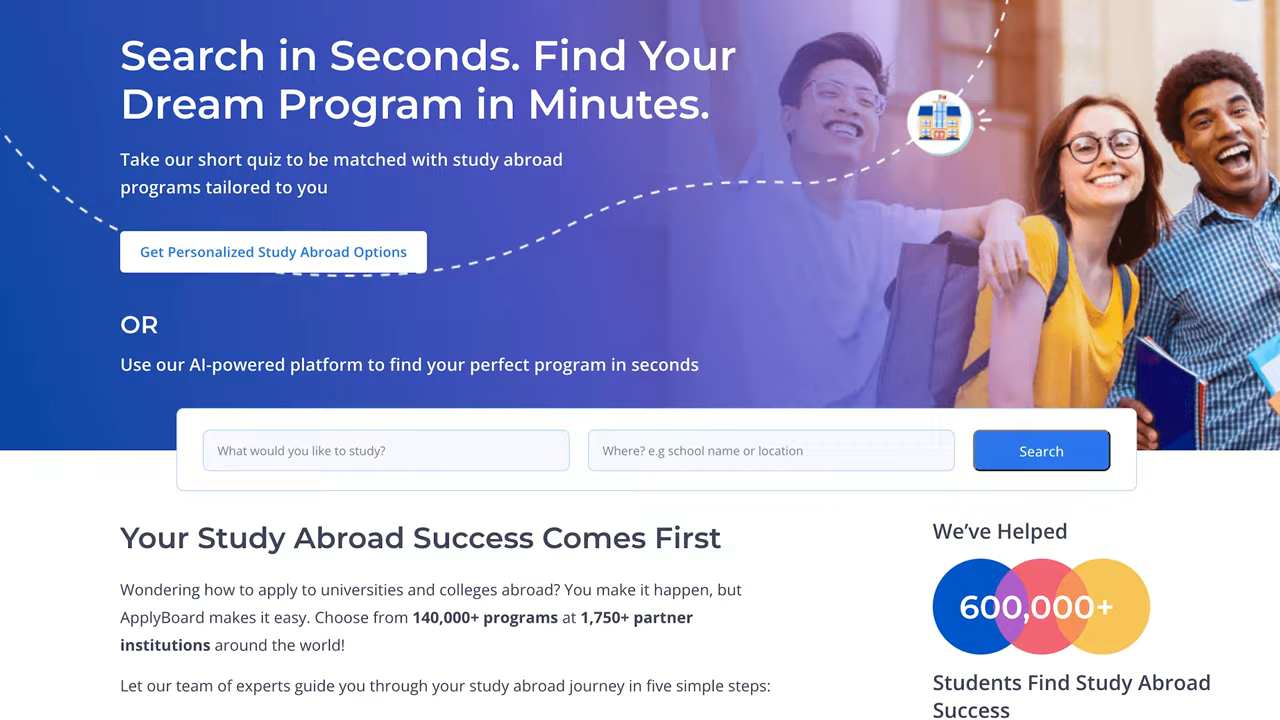 Search in Seconds. Find Your
Dream Program in Minutes.
Take our short quiz to be matched with study abroad
programs tailored to you
Get Personalized Study Abroad Options
OR
Use our AI-powered platform to find your perfect program in seconds
What would you like to study?
Where? e.g school name or location
Search
Your Study Abroad Success Comes First
Wondering how to apply to universities and colleges abroad? You make it happen, but
ApplyBoard makes it easy. Choose from 140,000+ programs at 1,750+ partner
institutions around the world!
Let our team of experts guide you through your study abroad journey in five simple steps:
We’ve Helped
600,000+
Students Find Study Abroad
Success